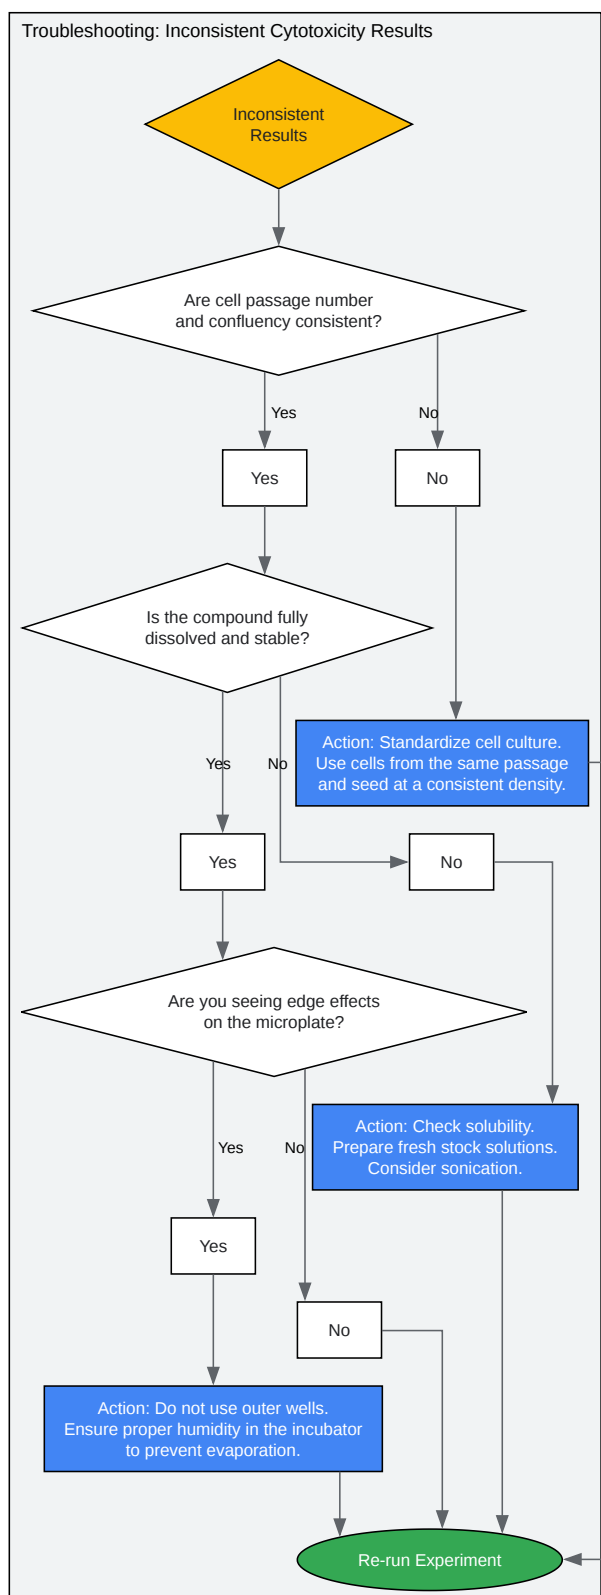 Troubleshooting: Inconsistent Cytotoxicity Results
Inconsistent
Results
Are cell passage number
and confluency consistent?
Yes
No
Yes
No
Is the compound fully
dissolved and stable?
Action: Standardize cell culture.
Use cells from the same passage
and seed at a consistent density.
Yes
No
Yes
No
Are you seeing edge effects
on the microplate?
Action: Check solubility.
Prepare fresh stock solutions.
Consider sonication.
Yes
No
Yes
No
Action: Do not use outer wells.
Ensure proper humidity in the incubator
to prevent evaporation.
Re-run Experiment